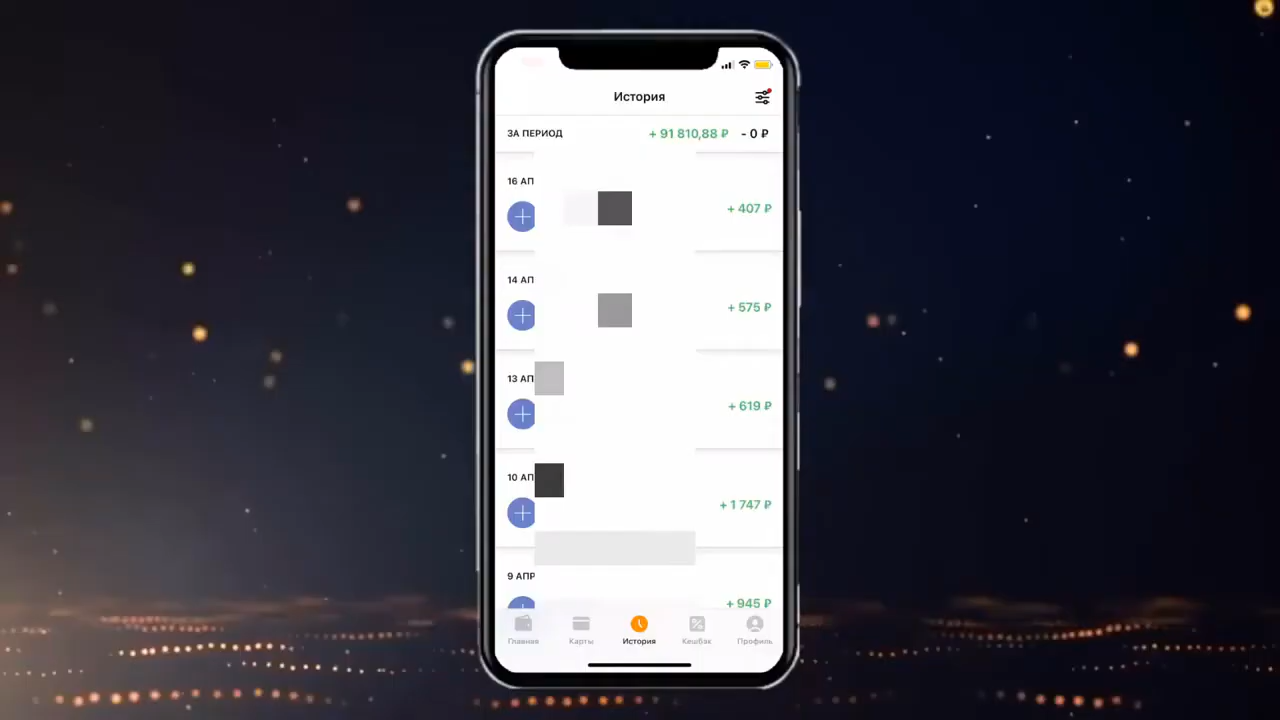 История
ЗА ПЕРИОД + 91 810,88 ₽ - 0 ₽
16 АП
+ 407 ₽
14 АП
+ 575 ₽
13 АП
+ 619 ₽
10 АП
+ 1 747 ₽
9 АПР
+ 945 ₽
Главная Карты История Кешбэк Профиль